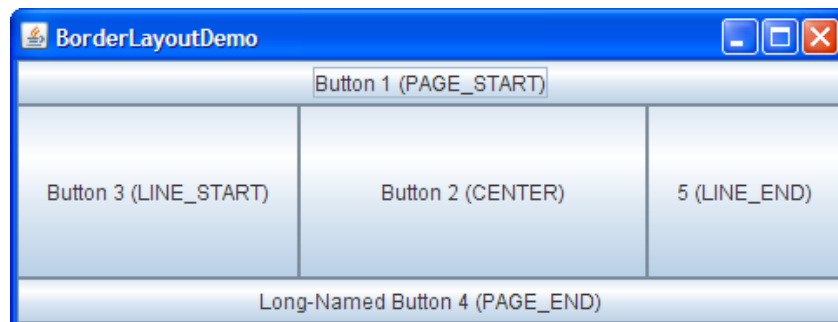 BorderLayoutDemo
Button 1 (PAGE_START)
Button 3 (LINE_START) Button 2 (CENTER) 5 (LINE_END)
Long-Named Button 4 (PAGE_END)